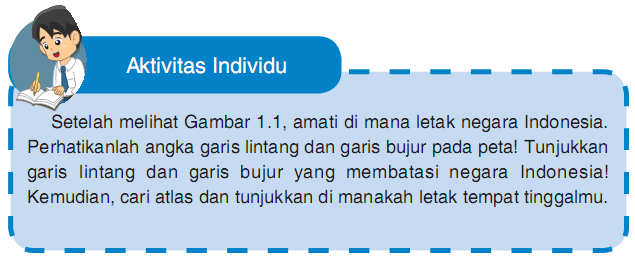 Aktivitas Individu
Setelah melihat Gambar 1.1, amati di mana letak negara Indonesia.
Perhatikanlah angka garis lintang dan garis bujur pada peta! Tunjukkan
garis lintang dan garis bujur yang membatasi negara Indonesia!
Kemudian, cari atlas dan tunjukkan di manakah letak tempat tinggalmu.